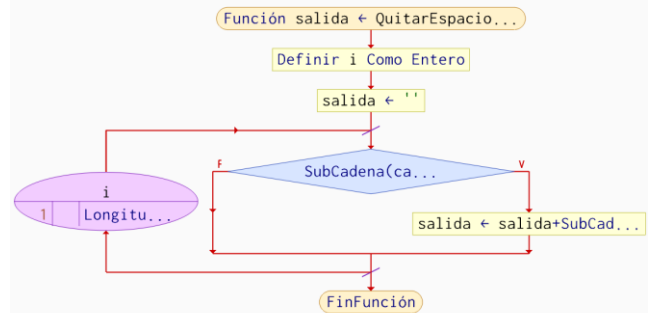 Función salida ← QuitarEspacio...
Definir i Como Entero
salida ← ''
F
V
SubCadena(ca...
i
1 Longitu...
salida ← salida+SubCad...
FinFunción